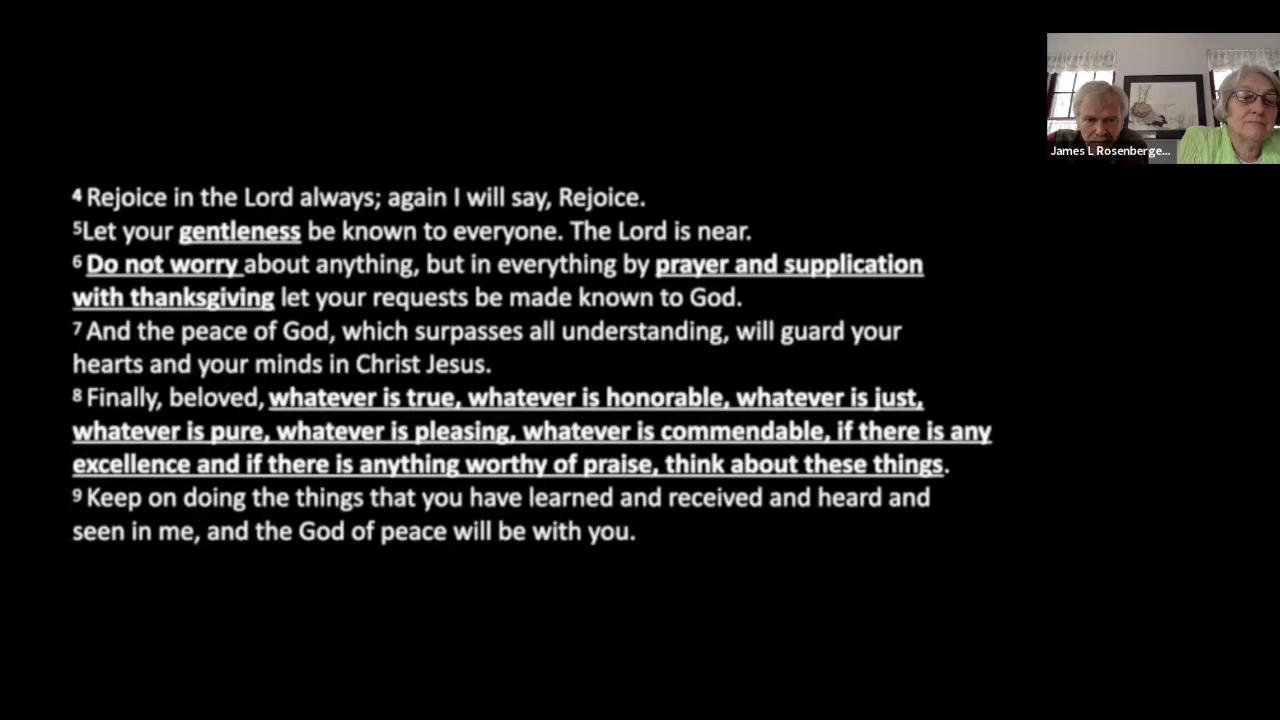 ⁴ Rejoice in the Lord always; again I will say, Rejoice.
⁵Let your gentleness be known to everyone. The Lord is near.
⁶ Do not worry about anything, but in everything by prayer and supplication
with thanksgiving let your requests be made known to God.
⁷ And the peace of God, which surpasses all understanding, will guard your
hearts and your minds in Christ Jesus.
⁸ Finally, beloved, whatever is true, whatever is honorable, whatever is just,
whatever is pure, whatever is pleasing, whatever is commendable, if there is any
excellence and if there is anything worthy of praise, think about these things.
⁹ Keep on doing the things that you have learned and received and heard and
seen in me, and the God of peace will be with you.
James L Rosenberge...